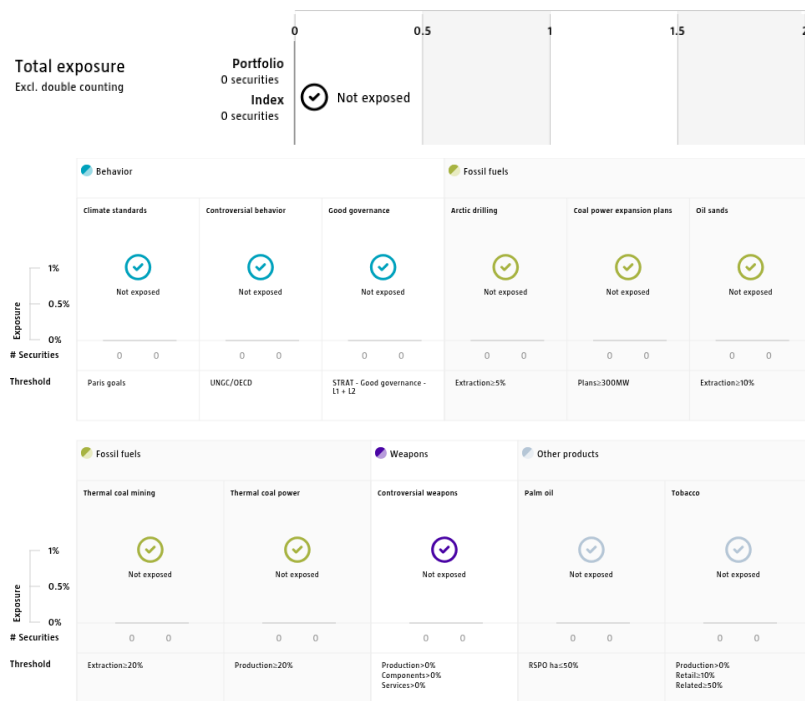 0 0.5 1 1.5 2
Total exposure
Excl. double counting
Portfolio
0 securities
Index
0 securities
Not exposed
Behavior Fossil fuels
Climate standards Controversial behavior Good governance Arctic drilling Coal power expansion plans Oil sands
Not exposed Not exposed Not exposed Not exposed Not exposed Not exposed
Exposure
1%
0.5%
0%
# Securities 0 0 0 0 0 0 0 0 0 0 0 0
Threshold Paris goals UNGC/OECD STRAT - Good governance - Extraction≥5% Plans≥300MW Extraction≥10%
L1 + L2
Fossil fuels Weapons Other products
Thermal coal mining Thermal coal power Controversial weapons Palm oil Tobacco
Not exposed Not exposed Not exposed Not exposed Not exposed
Exposure
1%
0.5%
0%
# Securities 0 0 0 0 0 0 0 0 0 0
Threshold Extraction≥20% Production≥20% Production>0% RSPO ha≤50% Production>0%
Components>0% Retail≥10%
Services>0% Related≥50%